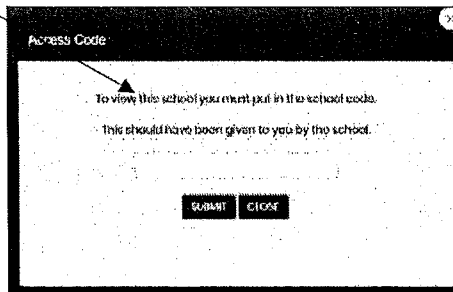 Access Code
To view this school you must put in the school code.
This should have been given to you by the school.
SUBMIT CLOSE